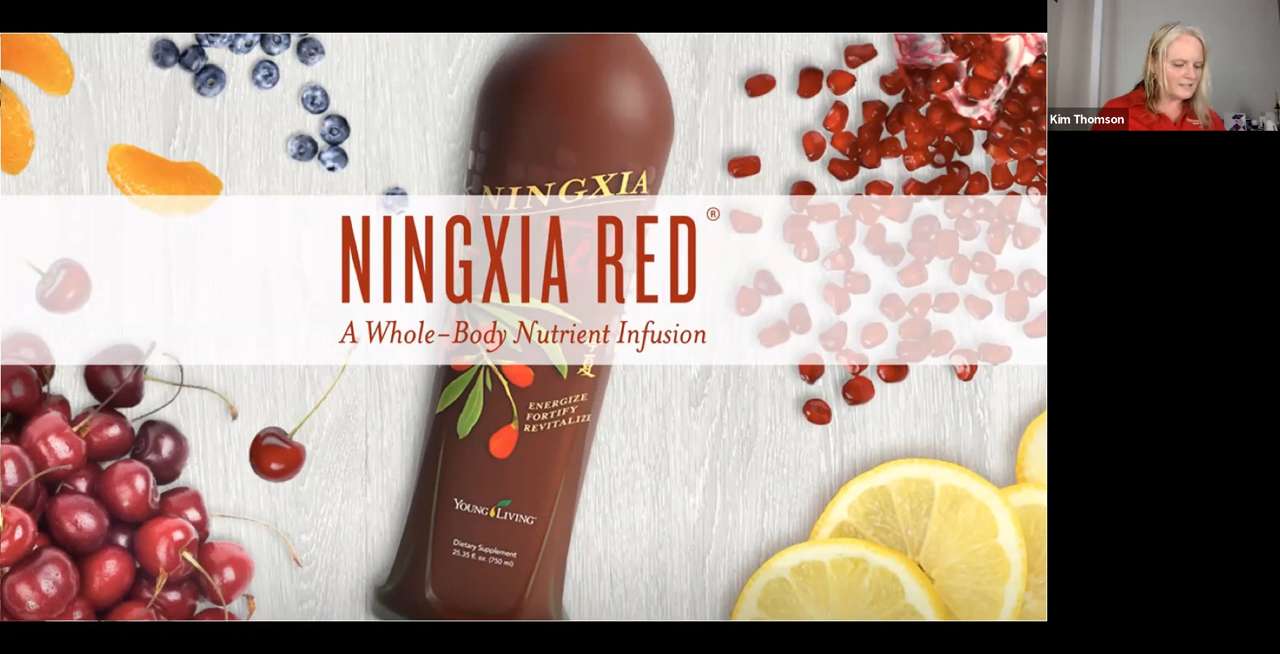 NINGXIA
NINGXIA RED®
A Whole-Body Nutrient Infusion
夏
ENERGIZE
FORTIFY
REVITALIZE
YOUNG LIVING
Dietary Supplement
25.35 fl. oz. (750 ml)
Kim Thomson